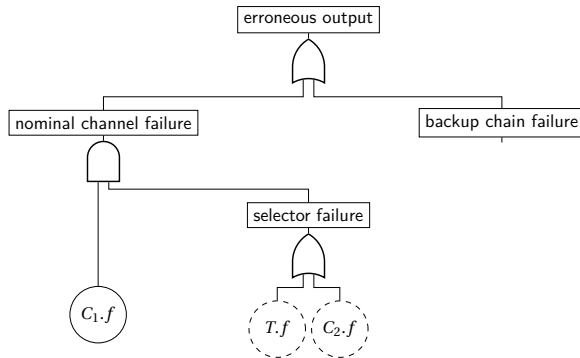 erroneous output
nominal channel failure
backup chain failure
selector failure
C₁.f
T.f
C₂.f